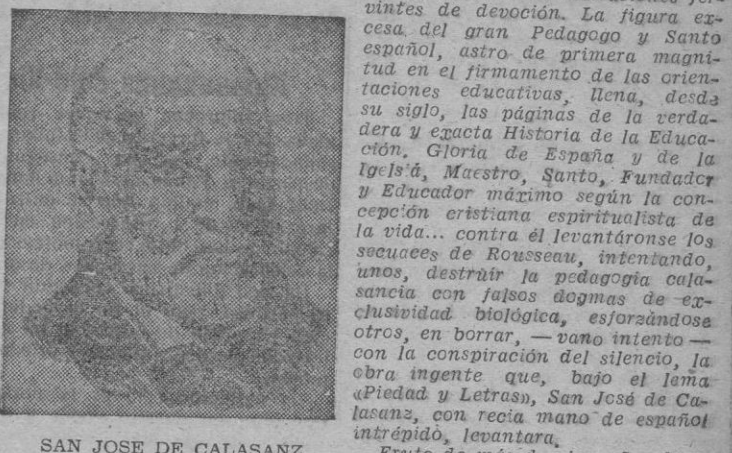 SAN JOSE DE CALASANZ
vintes de devoción. La figura ex-
cesa del gran Pedagogo y Santo
español, astro de primera magni-
tud en el firmamento de las orien-
taciones educativas, llena, desde
su siglo, las páginas de la verda-
dera y exacta Historia de la Educa-
ción. Gloria de España y de la
Igels'á, Maestro, Santo, Fundador
y Educador máximo según la con-
cepción cristiana espiritualista de
la vida... contra él levantáronse los
secuaces de Rousseau, intentando,
unos, destrúir la pedagogía cala-
sancia con falsos dogmas de ex-
clusividad biológica, esforzándose
otros, en borrar, — vano intento —
con la conspiración del silencio, la
obra ingente que, bajo el lema
«Piedad y Letras», San José de Ca-
lasanz, con recia mano de español
intrépido, levantara.